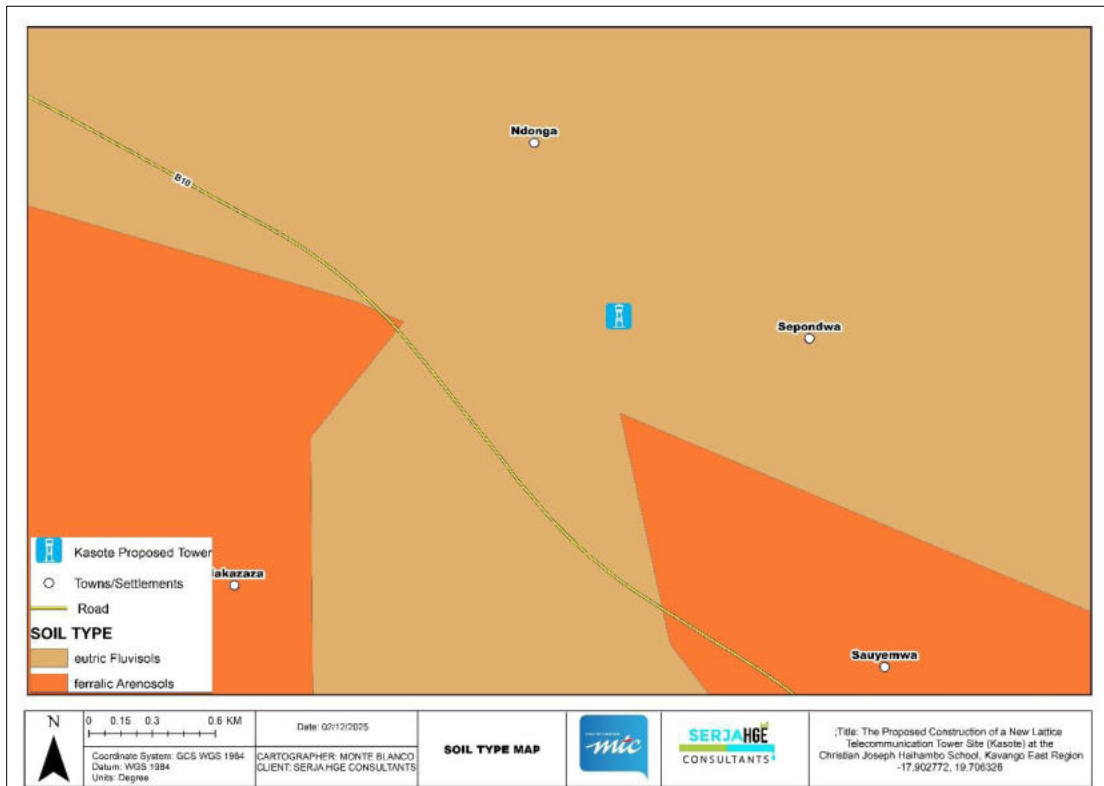 Ndonga
B10
Sepondwa
Kasote Proposed Tower
Towns/Settlements
Road
SOIL TYPE
eutric Fluvisols
ferralic Arenosols
lakazaza
Sauyemwa
N
0 0.15 0.3 0.6 KM
Coordinate System: GCS WGS 1984
Datum: WGS 1984
Units: Degree
Date: 02/12/2025
CARTOGRAPHER: MONTE BLANCO
CLIENT: SERJA HGE CONSULTANTS
SOIL TYPE MAP
mtc
SERJAHGE
CONSULTANTS
;Title: The Proposed Construction of a New Lattice
Telecommunication Tower Site (Kasote) at the
Christian Joseph Haihambo School, Kavango East Region
-17.902772, 19.706326